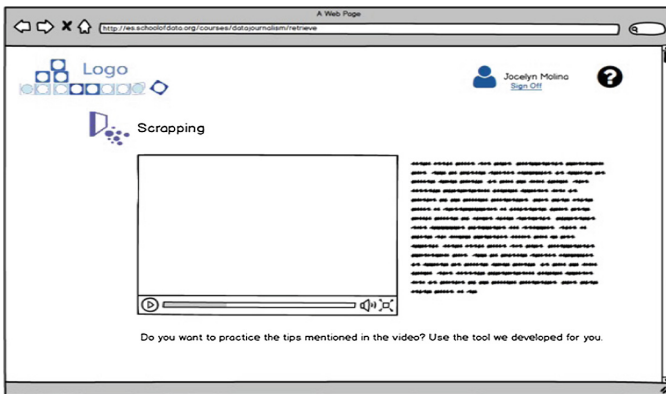 A Web Page
http://es.schoolofdata.org/courses/datajournalism/retrieve
Logo
Jocelyn Molina
Sign Off
?
Scrapping
Do you want to practice the tips mentioned in the video? Use the tool we developed for you.